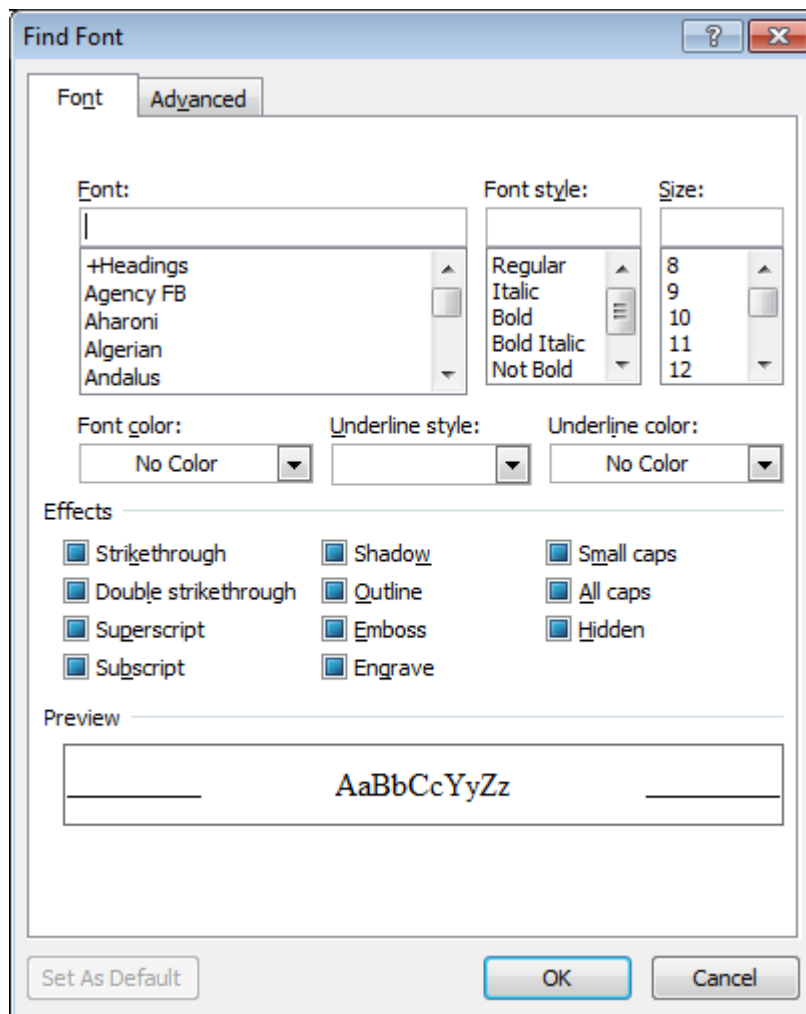 Find Font
Font Advanced
Font: Font style: Size:
+Headings Regular 8
Agency FB Italic 9
Aharoni Bold 10
Algerian Bold Italic 11
Andalus Not Bold 12
Font color: Underline style: Underline color:
No Color No Color
Effects
Strikethrough Shadow Small caps
Double strikethrough Outline All caps
Superscript Emboss Hidden
Subscript Engrave
Preview
AaBbCcYyZz
Set As Default OK Cancel